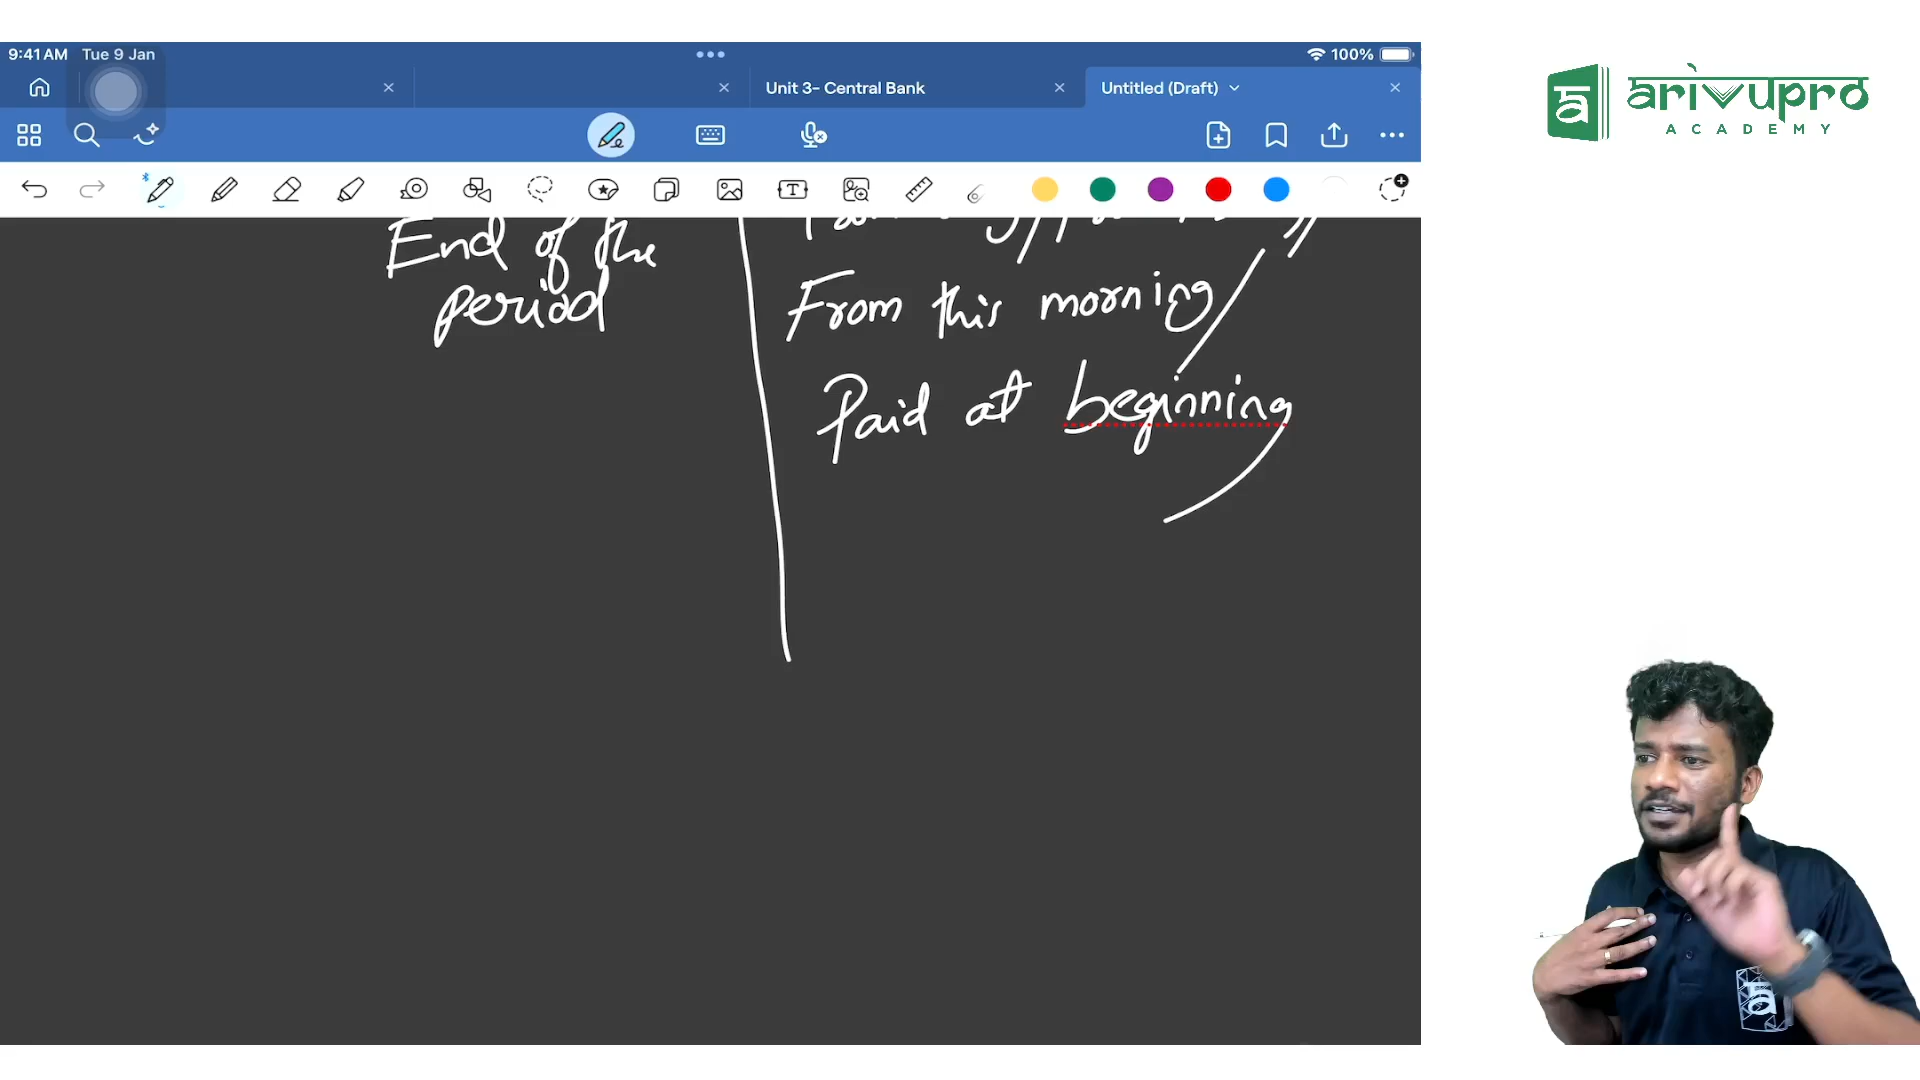 9:41 AM Tue 9 Jan
100%
Unit 3- Central Bank
Untitled (Draft)
arivupro
ACADEMY
End of the
period
From this morning/
Paid at beginning